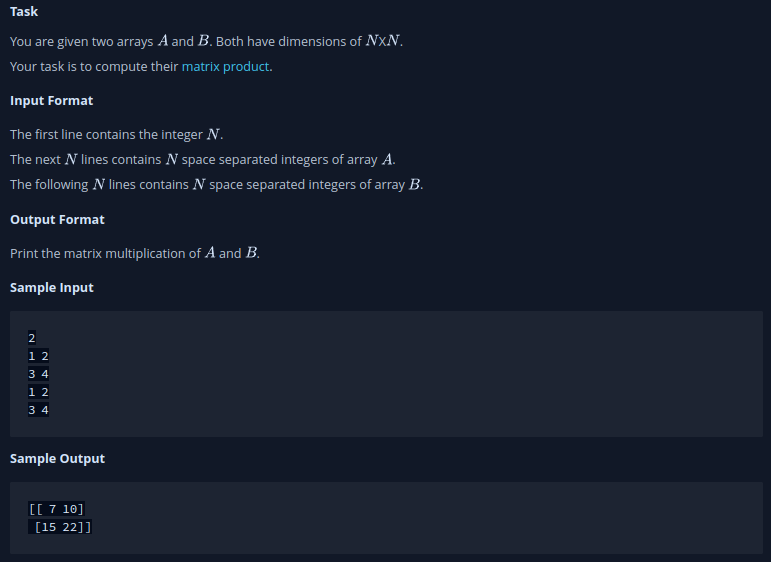 Task
You are given two arrays A and B. Both have dimensions of NXN.
Your task is to compute their matrix product.
Input Format
The first line contains the integer N.
The next N lines contains N space separated integers of array A.
The following N lines contains N space separated integers of array B.
Output Format
Print the matrix multiplication of A and B.
Sample Input
2
1 2
3 4
1 2
3 4
Sample Output
[[ 7 10]
 [15 22]]